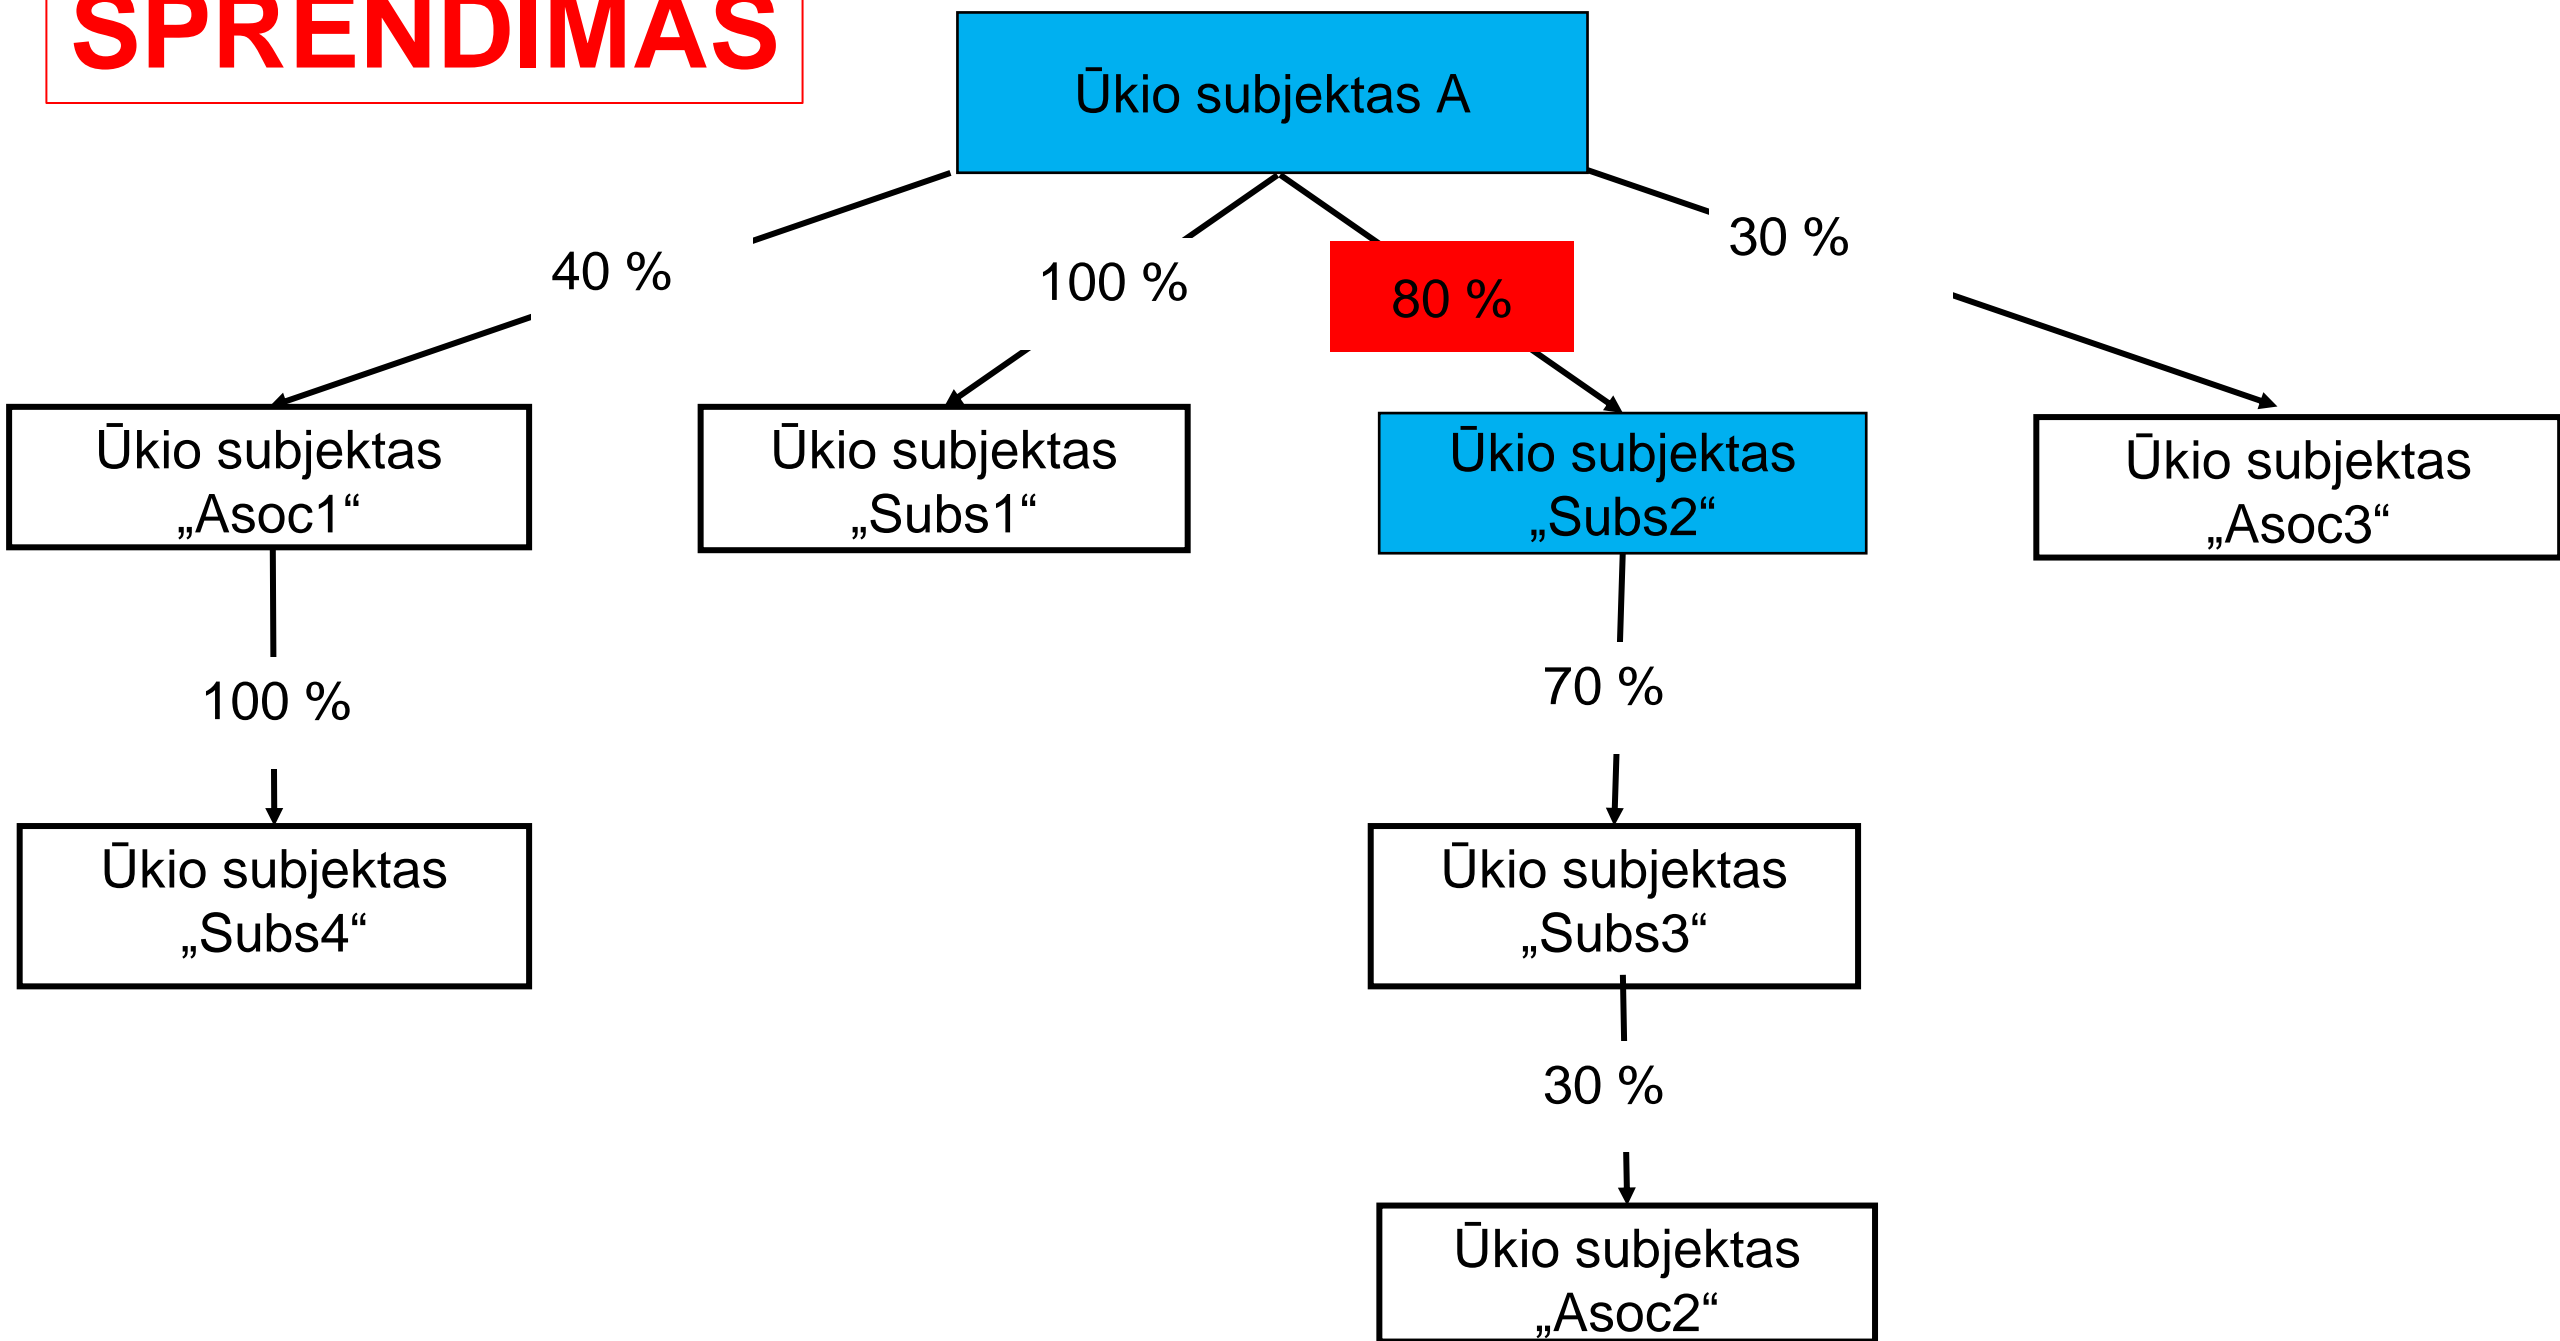 SPRENDIMAS
Ūkio subjektas A
40 %
100 %
80 %
30 %
Ūkio subjektas
„Asoc1“
Ūkio subjektas
„Subs1“
Ūkio subjektas
„Subs2“
Ūkio subjektas
„Asoc3“
100 %
70 %
Ūkio subjektas
„Subs4“
Ūkio subjektas
„Subs3“
30 %
Ūkio subjektas
„Asoc2“